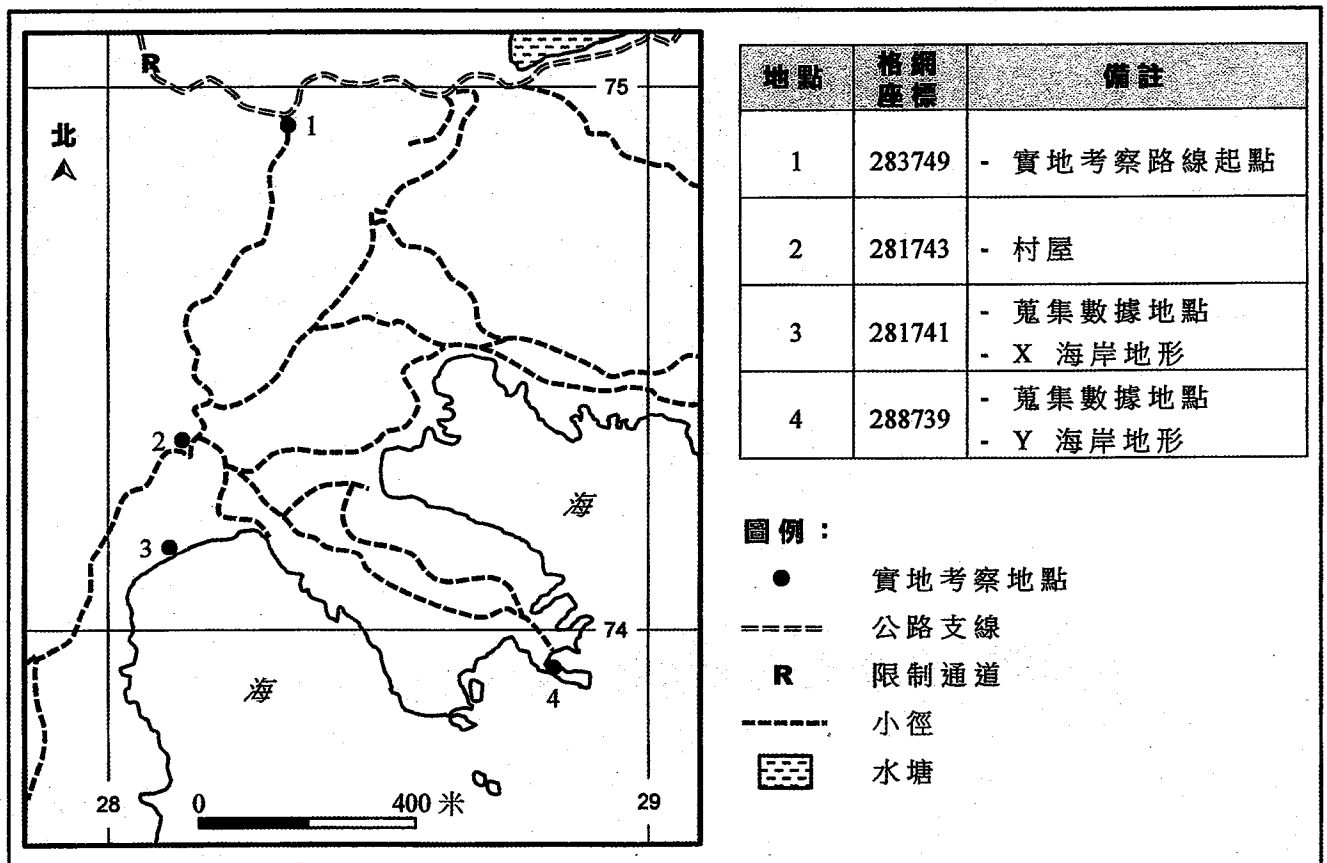 R
75
北
1
2
3
海
海
74
4
28
0
400 米
29
地點 格網座標 備註
1 283749 - 實地考察路線起點
2 281743 - 村屋
3 281741 - 蒐集數據地點
- X 海岸地形
4 288739 - 蒐集數據地點
- Y 海岸地形
圖例：
實地考察地點
公路支線
R 限制通道
小徑
水塘